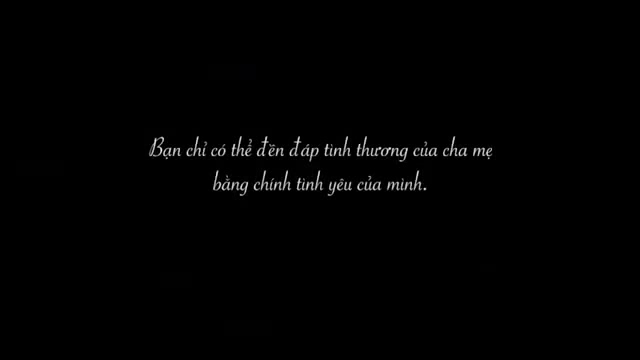 Bạn chỉ có thể đền đáp tình thương của cha mẹ
bằng chính tình yêu của mình.